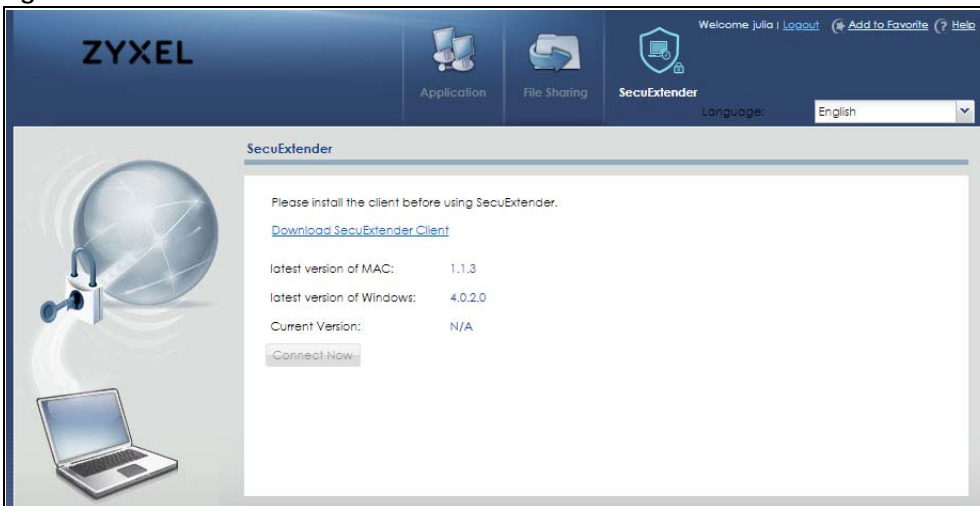 Welcome julia | Logout Add to Favorite ? Help
ZYXEL
Application File Sharing SecuExtender
Language: English
SecuExtender
Please install the client before using SecuExtender.
Download SecuExtender Client
latest version of MAC: 1.1.3
latest version of Windows: 4.0.2.0
Current Version: N/A
Connect Now